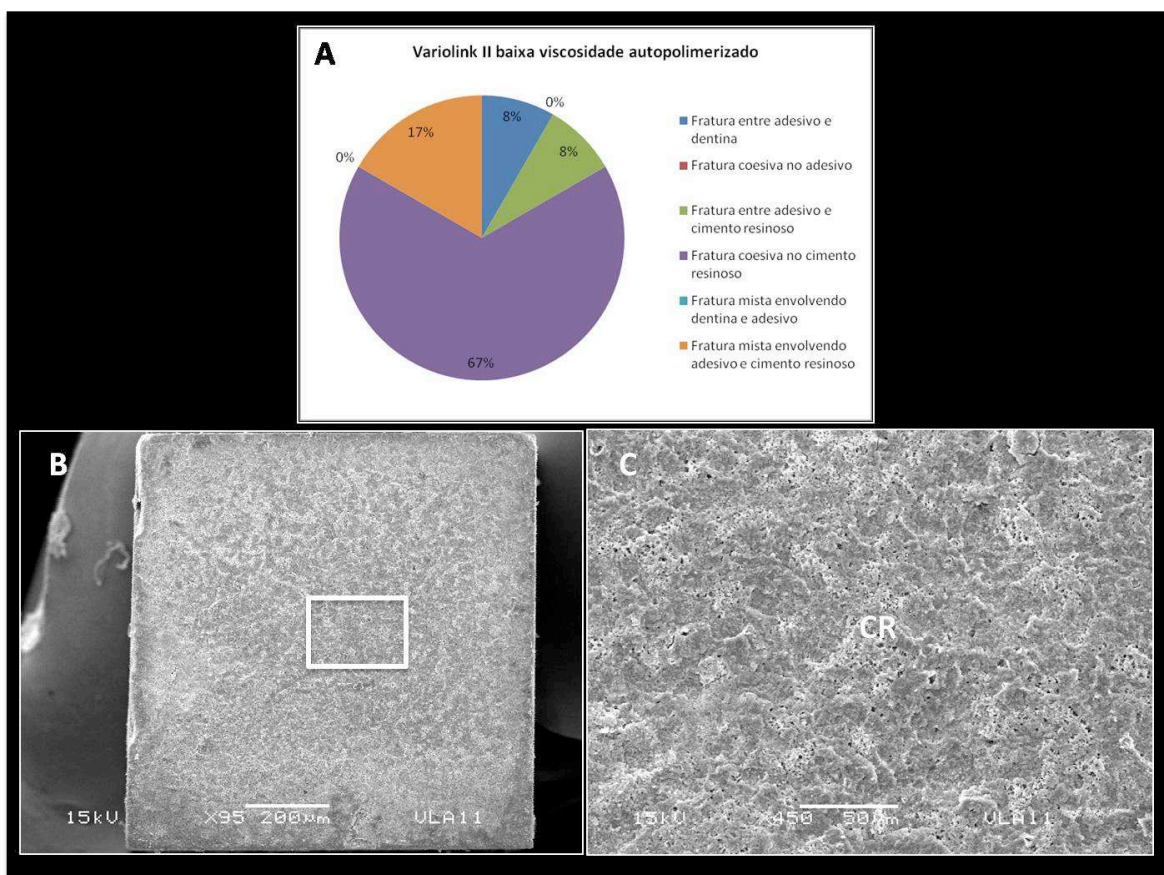 A
Variolink II baixa viscosidade autopolimerizado
8%
0%
8%
67%
0%
17%
Fratura entre adesivo e
dentina
Fratura coesiva no adesivo
Fratura entre adesivo e
cimento resinoso
Fratura coesiva no cimento
resinoso
Fratura mista envolvendo
dentina e adesivo
Fratura mista envolvendo
adesivo e cimento resinoso
B
15kV X95 200µm VLA11
C
CR
15kV 450 50µm VLA11